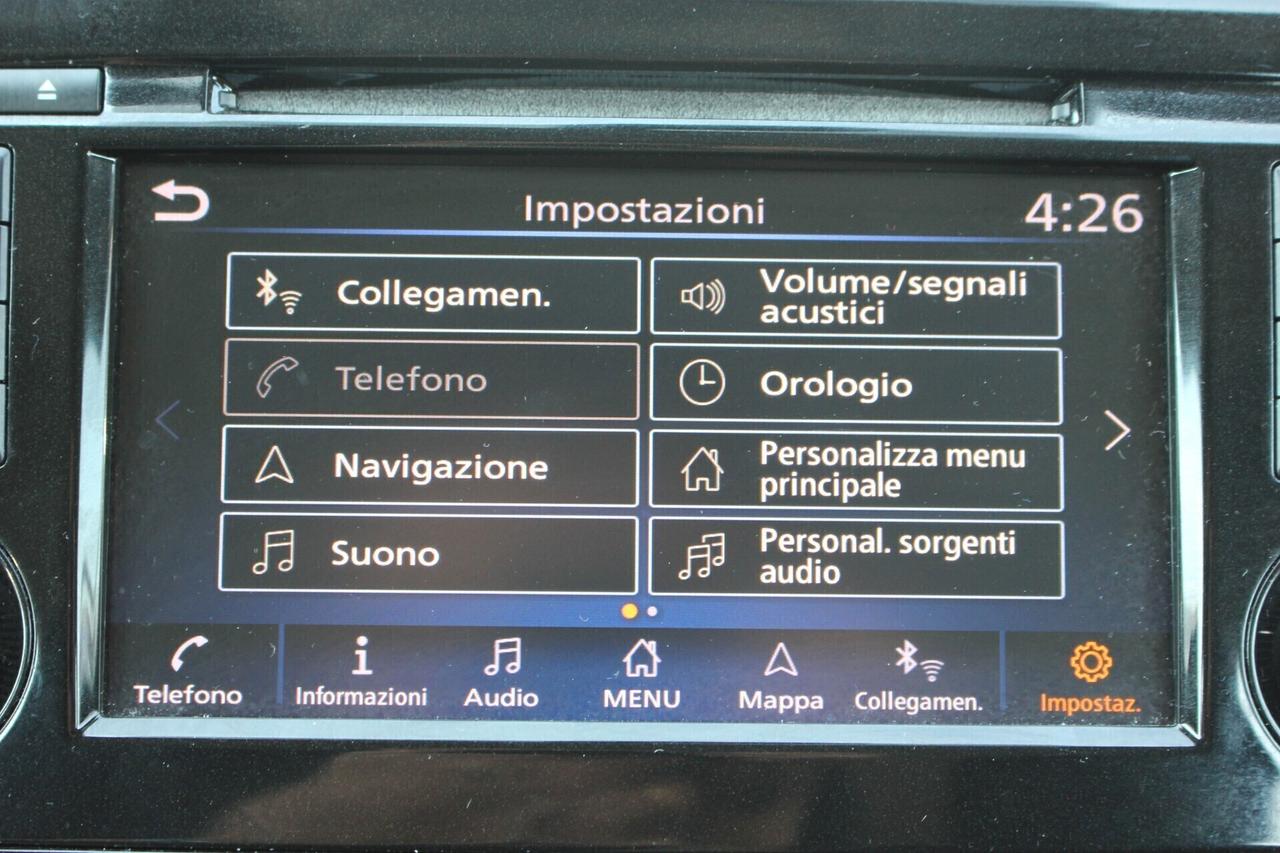 Impostazioni
4:26
Collegamen.
Volume/segnali
acustici
Telefono
Orologio
Navigazione
Personalizza menu
principale
Suono
Personal. sorgenti
audio
Telefono
Informazioni
Audio
MENU
Mappa
Collegamen.
Impostaz.